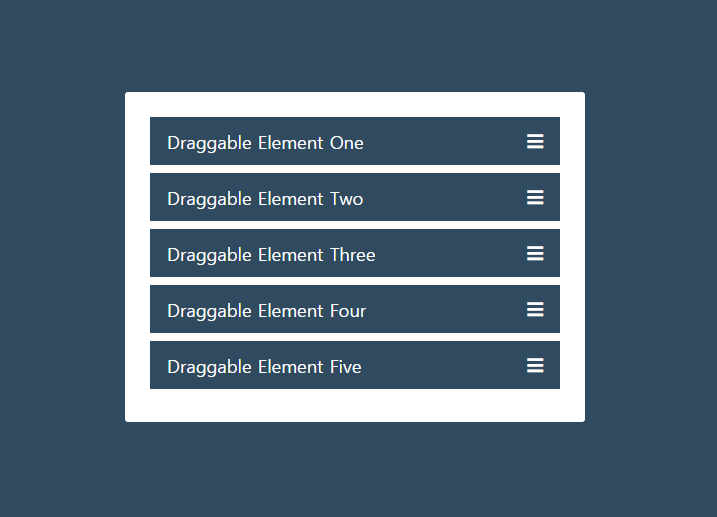 Draggable Element One
Draggable Element Two
Draggable Element Three
Draggable Element Four
Draggable Element Five